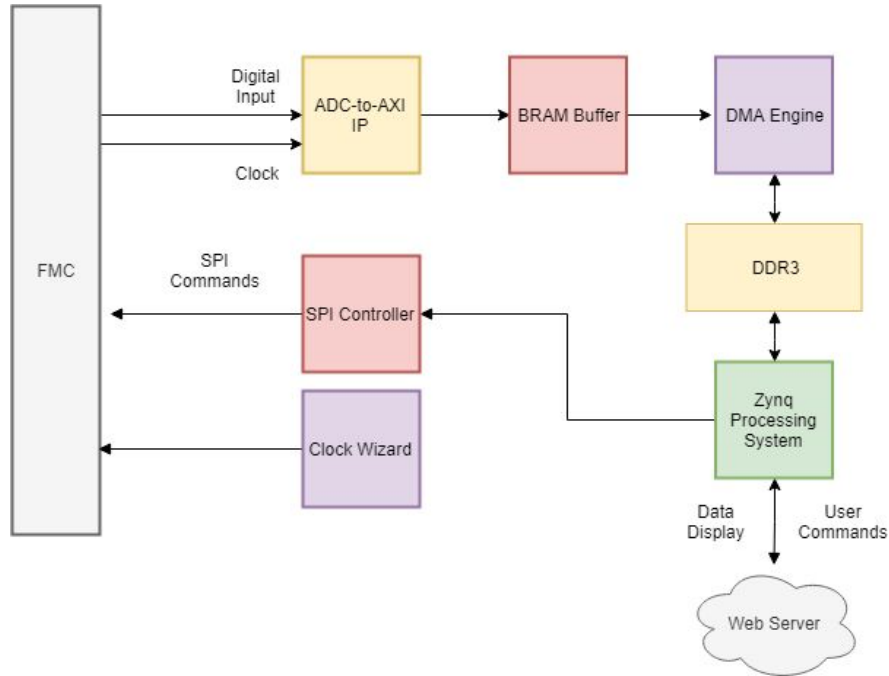 Digital
Input
ADC-to-AXI
IP
BRAM Buffer
DMA Engine
Clock
FMC
SPI
Commands
SPI Controller
DDR3
Clock Wizard
Zynq
Processing
System
Data
Display
User
Commands
Web Server